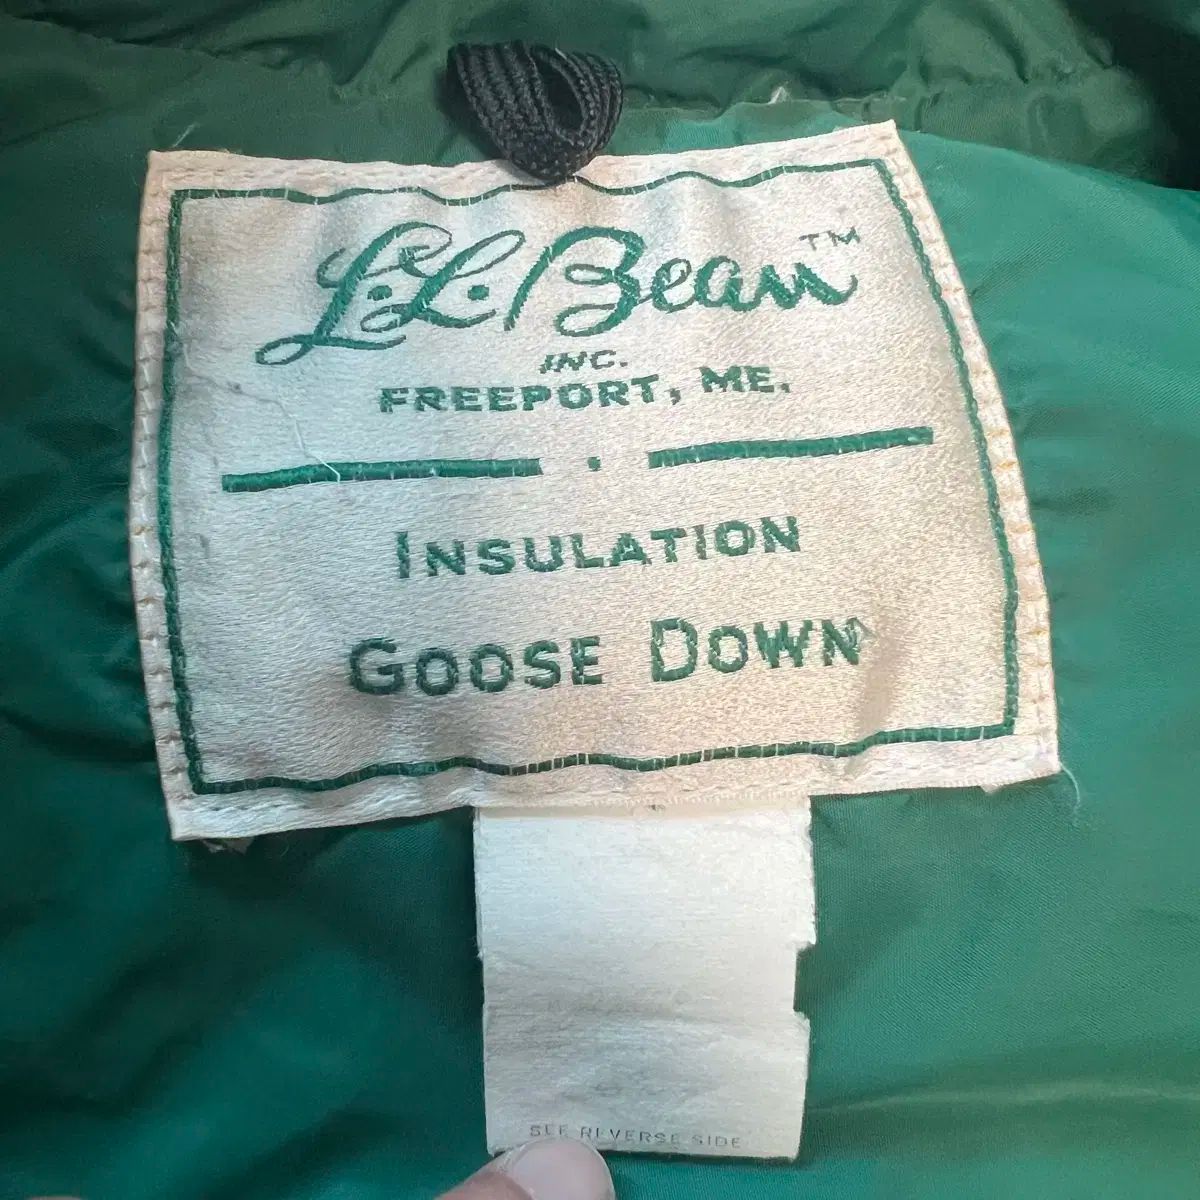 L.L.Bean™
INC.
FREEPORT, ME.
INSULATION
GOOSE DOWN
SEE REVERSE SIDE